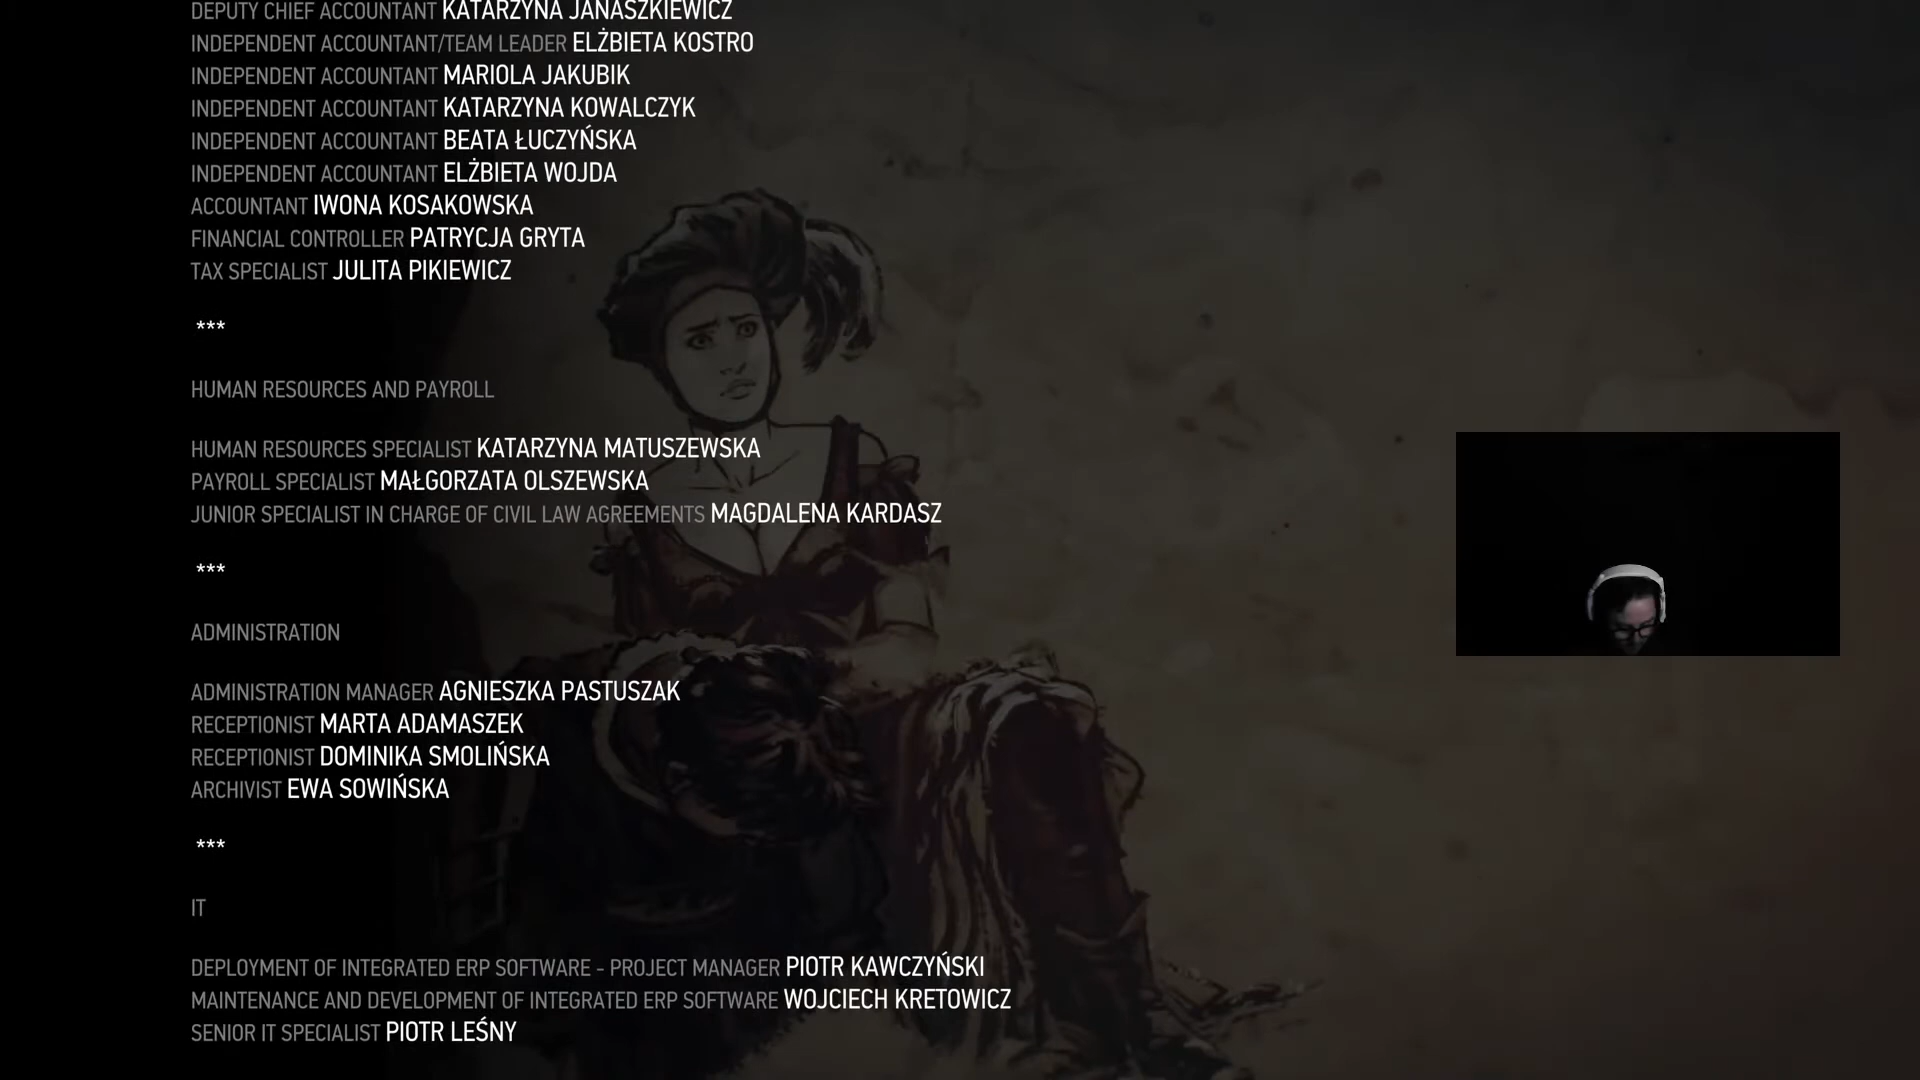 DEPUTY CHIEF ACCOUNTANT KATARZYNA JANASZKIEWICZ
INDEPENDENT ACCOUNTANT/TEAM LEADER ELŻBIETA KOSTRO
INDEPENDENT ACCOUNTANT MARIOLA JAKUBIK
INDEPENDENT ACCOUNTANT KATARZYNA KOWALCZYK
INDEPENDENT ACCOUNTANT BEATA ŁUCZYŃSKA
INDEPENDENT ACCOUNTANT ELŻBIETA WOJDA
ACCOUNTANT IWONA KOSAKOWSKA
FINANCIAL CONTROLLER PATRYCJA GRYTA
TAX SPECIALIST JULITA PIKIEWICZ
***
HUMAN RESOURCES AND PAYROLL
HUMAN RESOURCES SPECIALIST KATARZYNA MATUSZEWSKA
PAYROLL SPECIALIST MAŁGORZATA OLSZEWSKA
JUNIOR SPECIALIST IN CHARGE OF CIVIL LAW AGREEMENTS MAGDALENA KARDASZ
***
ADMINISTRATION
ADMINISTRATION MANAGER AGNIESZKA PASTUSZAK
RECEPTIONIST MARTA ADAMASZEK
RECEPTIONIST DOMINIKA SMOLIŃSKA
ARCHIVIST EWA SOWIŃSKA
***
IT
DEPLOYMENT OF INTEGRATED ERP SOFTWARE - PROJECT MANAGER PIOTR KAWCZYŃSKI
MAINTENANCE AND DEVELOPMENT OF INTEGRATED ERP SOFTWARE WOJCIECH KRETOWICZ
SENIOR IT SPECIALIST PIOTR LEŚNY